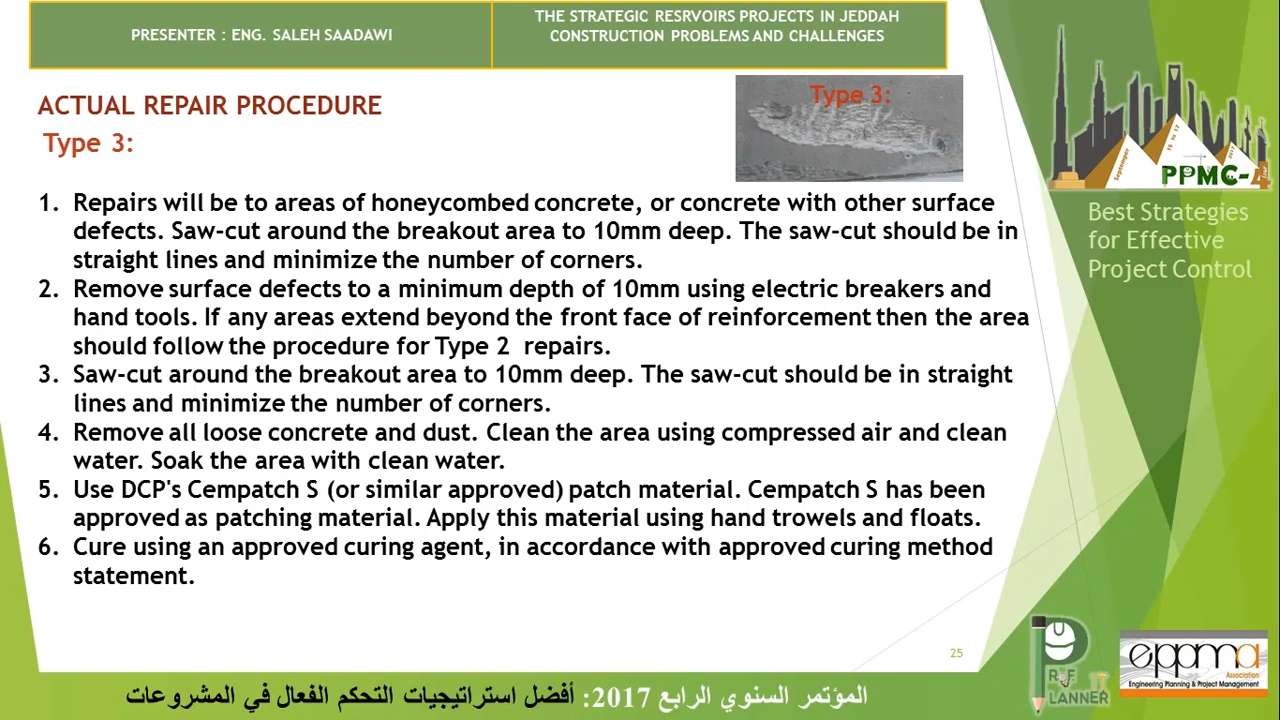 PRESENTER : ENG. SALEH SAADAWI
THE STRATEGIC RESRVOIRS PROJECTS IN JEDDAH
CONSTRUCTION PROBLEMS AND CHALLENGES
ACTUAL REPAIR PROCEDURE
Type 3:
Type 3:
1. Repairs will be to areas of honeycombed concrete, or concrete with other surface
defects. Saw-cut around the breakout area to 10mm deep. The saw-cut should be in
straight lines and minimize the number of corners.
2. Remove surface defects to a minimum depth of 10mm using electric breakers and
hand tools. If any areas extend beyond the front face of reinforcement then the area
should follow the procedure for Type 2 repairs.
3. Saw-cut around the breakout area to 10mm deep. The saw-cut should be in straight
lines and minimize the number of corners.
4. Remove all loose concrete and dust. Clean the area using compressed air and clean
water. Soak the area with clean water.
5. Use DCP's Cempatch S (or similar approved) patch material. Cempatch S has been
approved as patching material. Apply this material using hand trowels and floats.
6. Cure using an approved curing agent, in accordance with approved curing method
statement.
September
15 to 17
2017
PPMC-4
four
Best Strategies
for Effective
Project Control
25
PROF
PLANNER
eppma
Association
Engineering Planning & Project Management
المؤتمر السنوي الرابع 2017: أفضل استراتيجيات التحكم الفعال في المشروعات